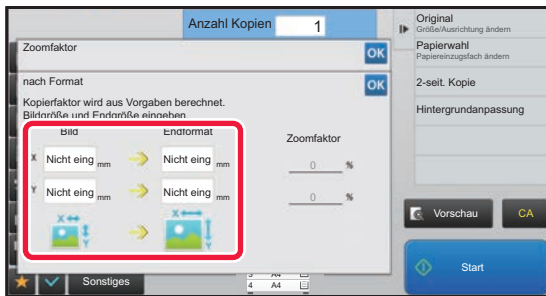 Anzahl Kopien 1
Zoomfaktor OK
nach Format OK
Kopierfaktor wird aus Vorgaben berechnet.
Bildgröße und Endgröße eingeben.
Bild Endformat Zoomfaktor
X Nicht eing mm Nicht eing mm 0 %
Y Nicht eing mm Nicht eing mm 0 %
X Y X Y
Sonstiges
A4
4 A4
Original
Größe/Ausrichtung ändern
Papierwahl
Papiereinzugsfach ändern
2-seit. Kopie
Hintergrundanpassung
Vorschau CA
Start